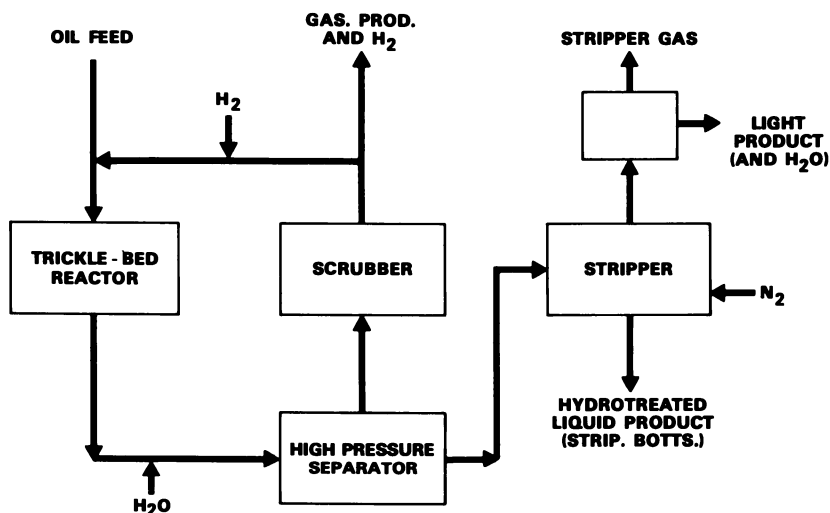 OIL FEED
GAS. PROD.
AND H2
STRIPPER GAS
H2
LIGHT
PRODUCT
(AND H2O)
TRICKLE - BED
REACTOR
SCRUBBER
STRIPPER
N2
HYDROTREATED
LIQUID PRODUCT
(STRIP. BOTTS.)
HIGH PRESSURE
SEPARATOR
H2O